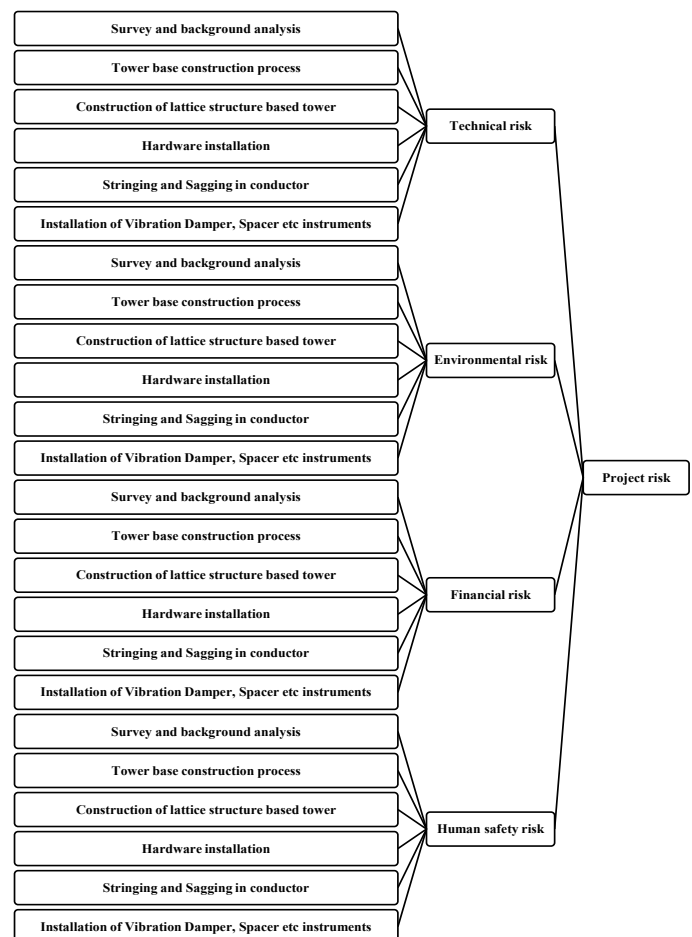 Survey and background analysis
Tower base construction process
Construction of lattice structure based tower
Hardware installation
Stringing and Sagging in conductor
Installation of Vibration Damper, Spacer etc instruments
Technical risk
Survey and background analysis
Tower base construction process
Construction of lattice structure based tower
Hardware installation
Stringing and Sagging in conductor
Installation of Vibration Damper, Spacer etc instruments
Environmental risk
Survey and background analysis
Tower base construction process
Construction of lattice structure based tower
Hardware installation
Stringing and Sagging in conductor
Installation of Vibration Damper, Spacer etc instruments
Financial risk
Survey and background analysis
Tower base construction process
Construction of lattice structure based tower
Hardware installation
Stringing and Sagging in conductor
Installation of Vibration Damper, Spacer etc instruments
Human safety risk
Project risk